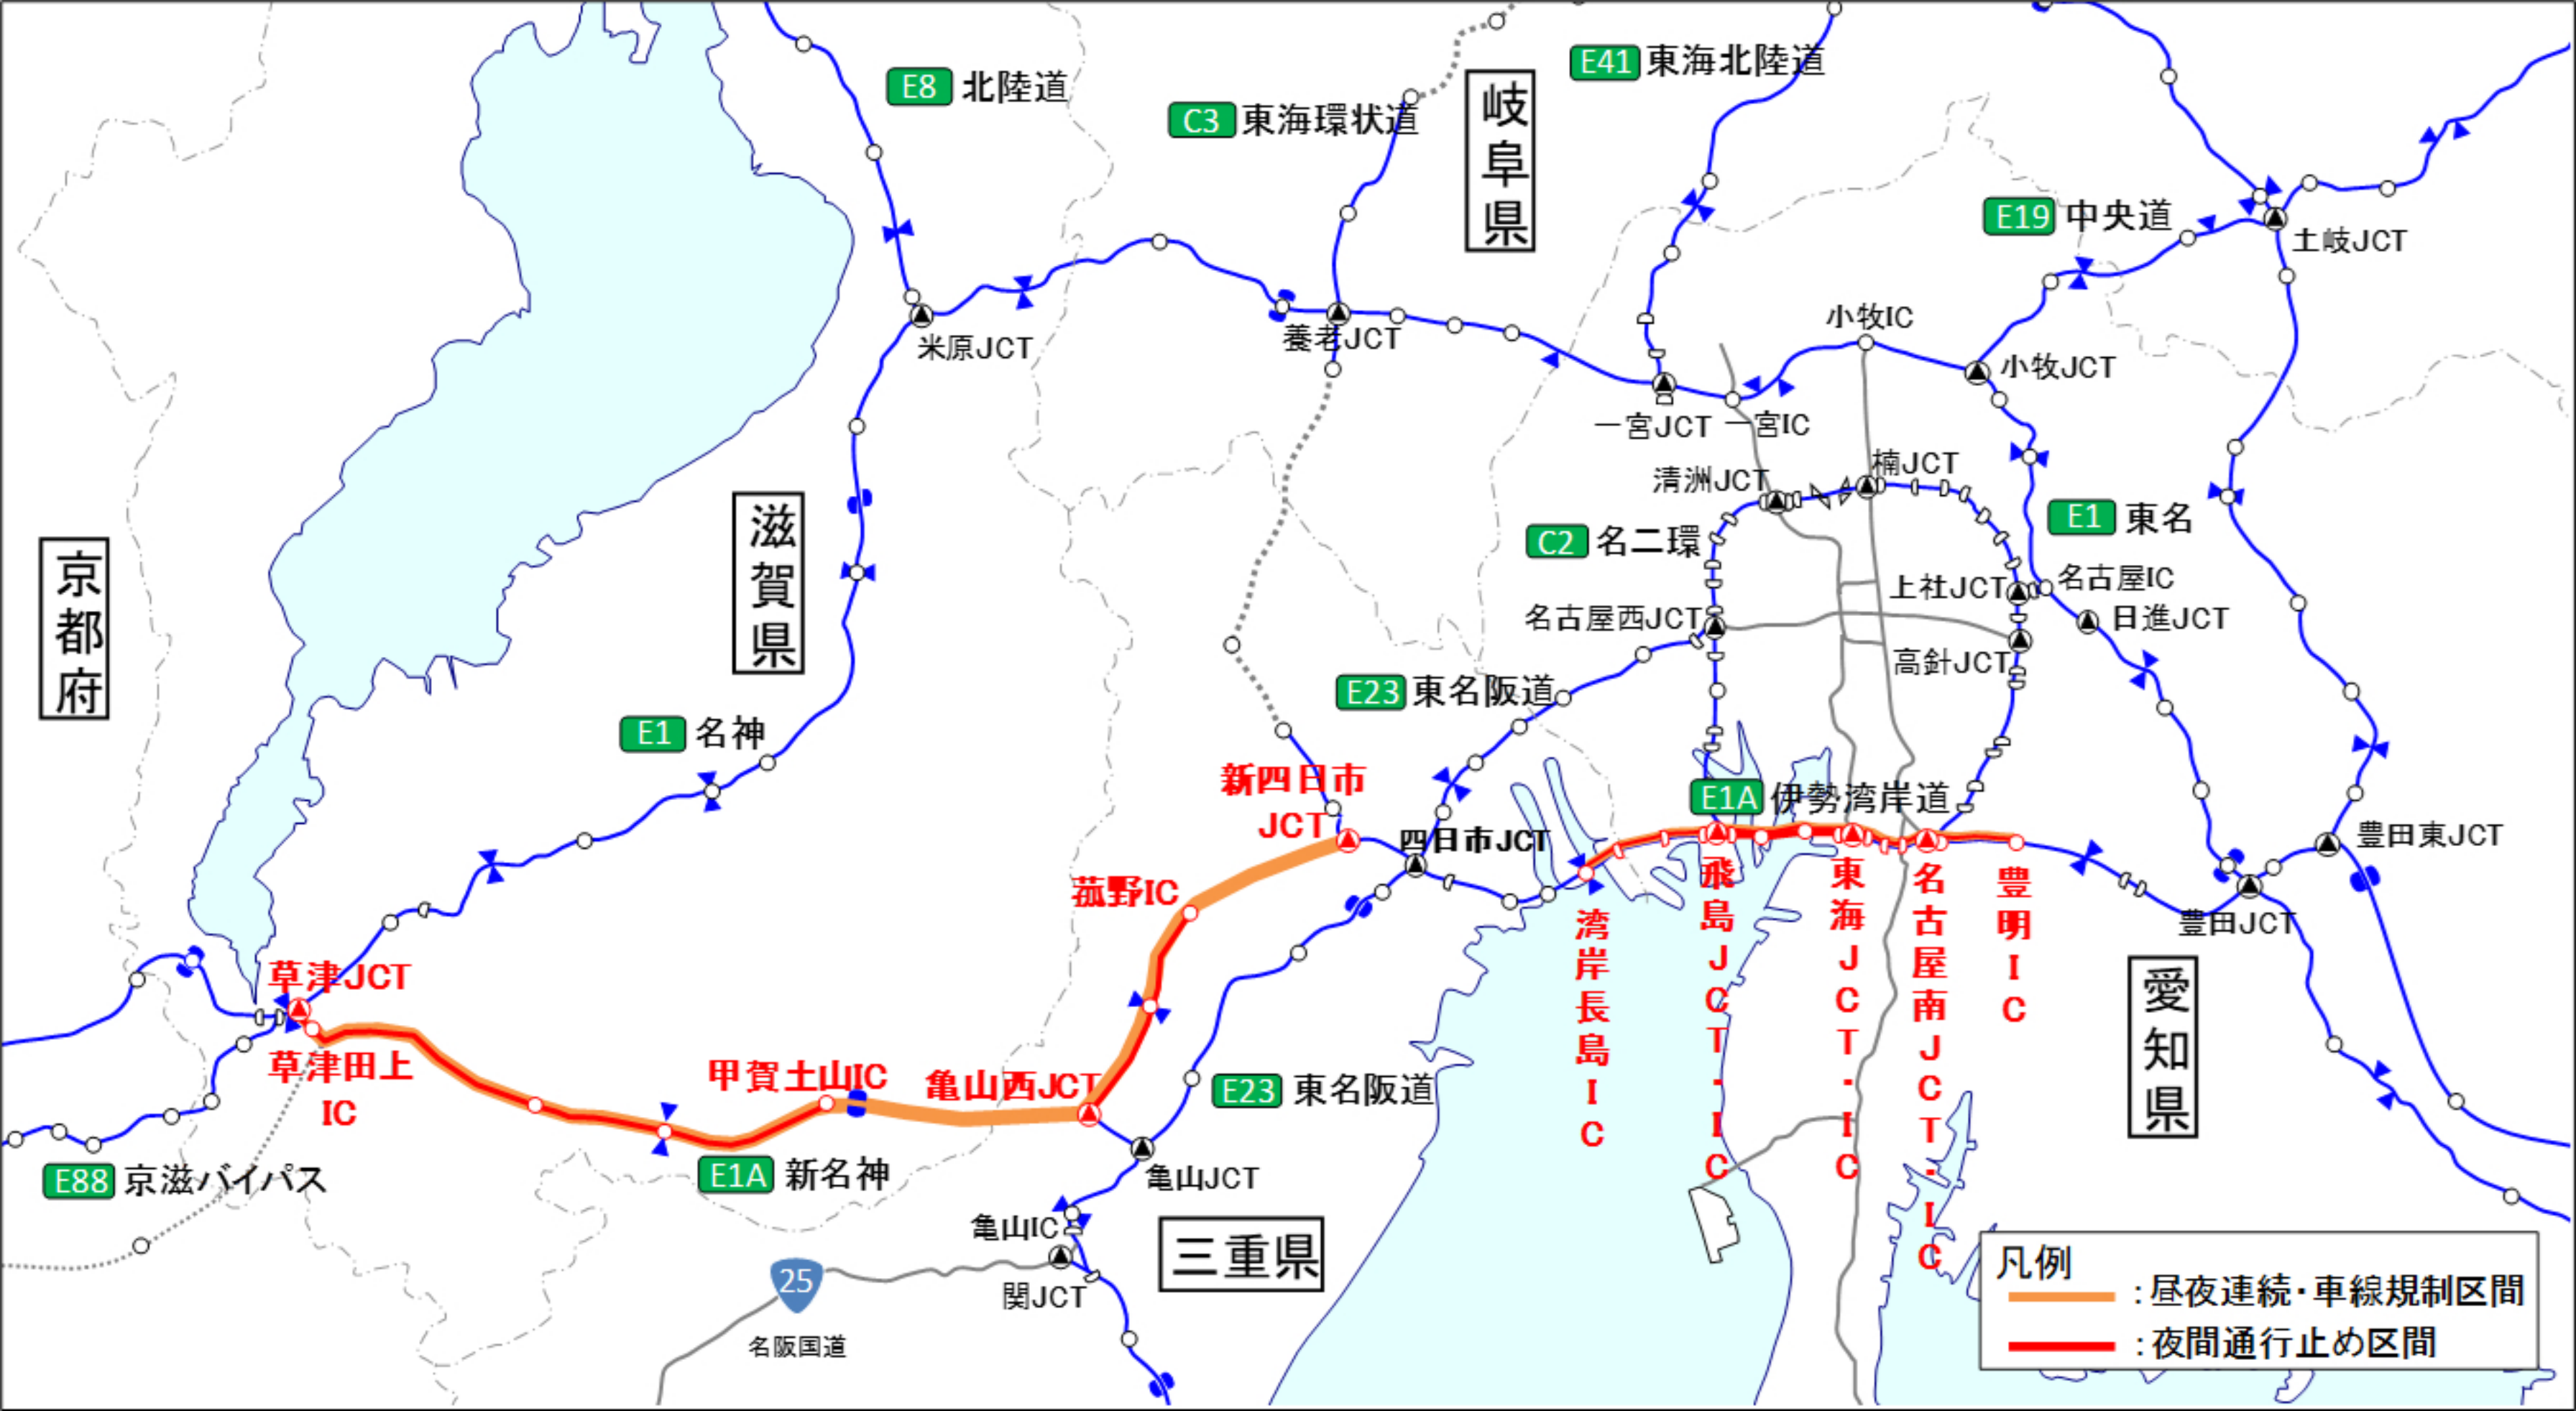 E8 北陸道
C3 東海環状道
岐阜県
E41 東海北陸道
E19 中央道
土岐JCT
米原JCT
養老JCT
小牧IC
小牧JCT
一宮JCT
一宮IC
清洲JCT
楠JCT
滋賀県
京都府
C2 名二環
E1 東名
上社JCT
名古屋IC
日進JCT
名古屋西JCT
高針JCT
E23 東名阪道
E1 名神
新四日市
JCT
四日市JCT
E1A 伊勢湾岸道
豊田東JCT
菰野IC
湾岸長島IC
飛島JCT・IC
東海JCT・IC
名古屋南JCT・IC
豊明IC
豊田JCT
愛知県
草津JCT
草津田上
IC
甲賀土山IC
亀山西JCT
E23 東名阪道
E88 京滋バイパス
E1A 新名神
亀山JCT
亀山IC
三重県
25
関JCT
名阪国道
凡例
：昼夜連続・車線規制区間
：夜間通行止め区間